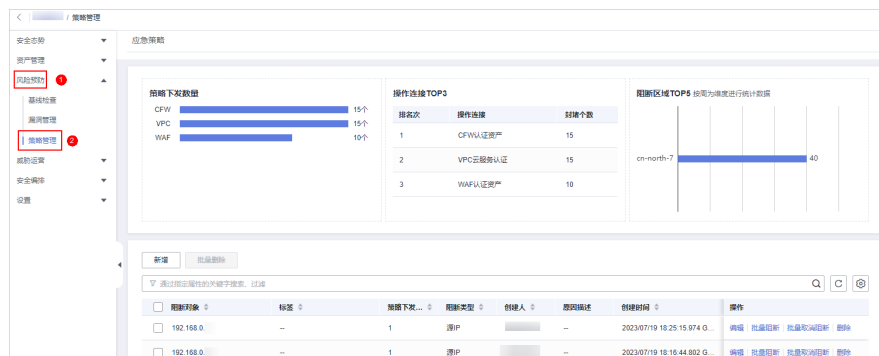 / 策略管理
安全态势
应急策略
资产管理
风险预防 1
基线检查
漏洞管理
策略管理 2
威胁运营
安全编排
设置
策略下发数量
CFW 15个
VPC 15个
WAF 10个
操作连接TOP3
排名次 操作连接 封堵个数
1 CFW认证资产 15
2 VPC云服务认证 15
3 WAF认证资产 10
阻断区域TOP5 按周为维度进行统计数据
cn-north-7 40
新增 批量删除
通过指定属性的关键字搜索、过滤
阻断对象 标签 策略下发... 阻断类型 创建人 原因描述 创建时间 操作
192.168.0. -- 1 源IP -- 2023/07/19 18:25:15.974 G... 编辑 批量阻断 批量取消阻断 删除
192.168.0. -- 1 源IP -- 2023/07/19 18:16:44.802 G... 编辑 批量阻断 批量取消阻断 删除